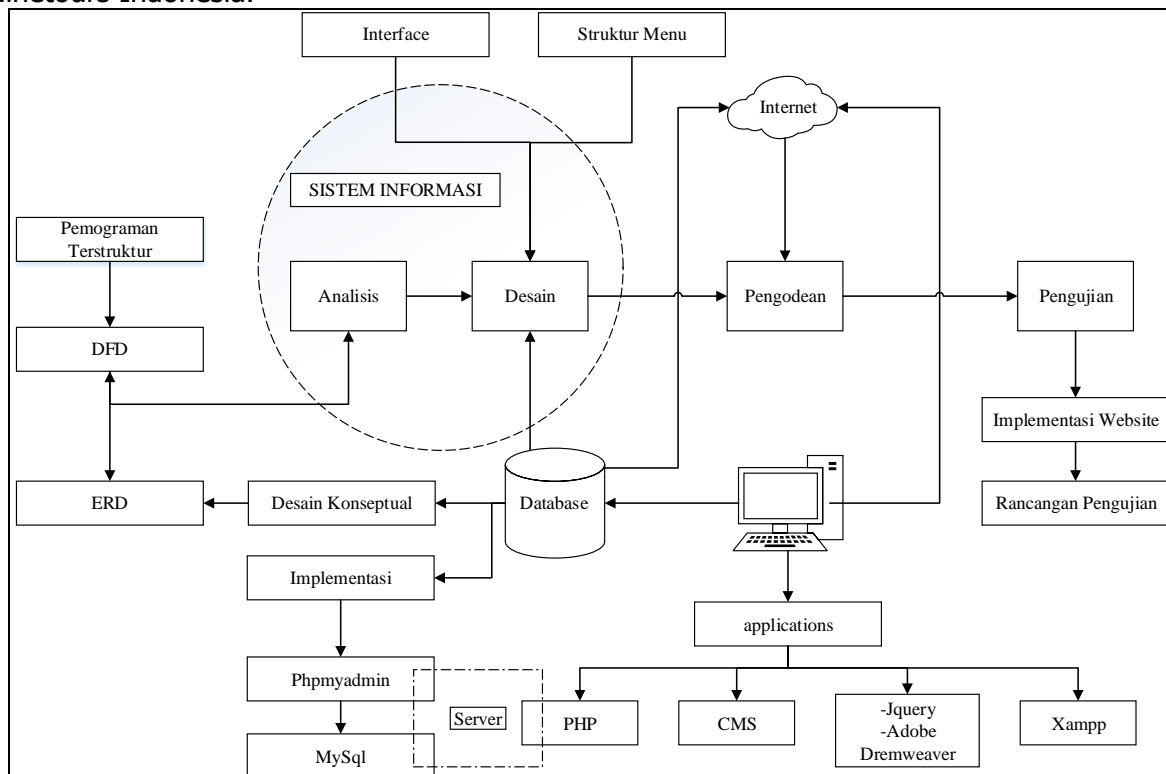 Interface
Struktur Menu
Internet
SISTEM INFORMASI
Pemograman
Terstruktur
Analisis
Desain
Pengodean
Pengujian
DFD
Implementasi Website
ERD
Desain Konseptual
Database
Rancangan Pengujian
Implementasi
applications
Phpmyadmin
Server
PHP
CMS
-Jquery
-Adobe
Dremweaver
Xampp
MySql